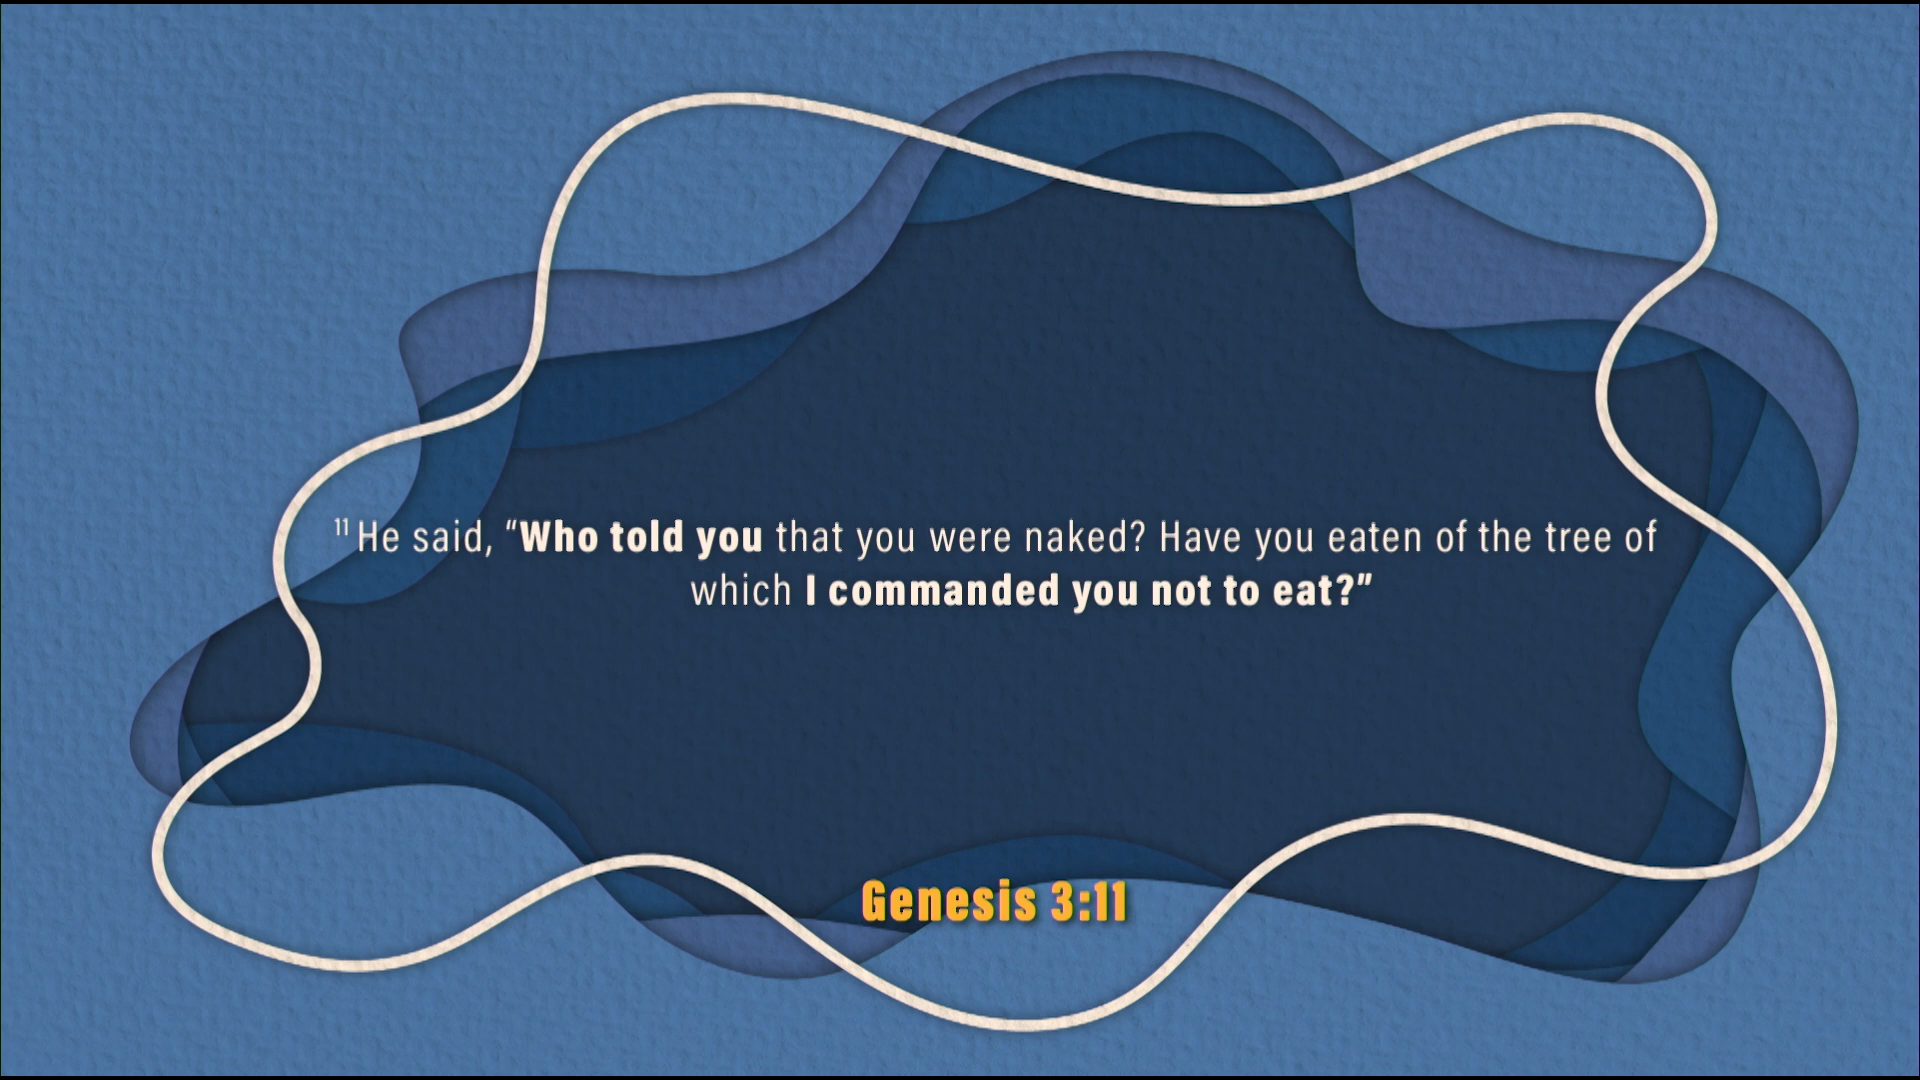 11 He said, “Who told you that you were naked? Have you eaten of the tree of
which I commanded you not to eat?”
Genesis 3:11